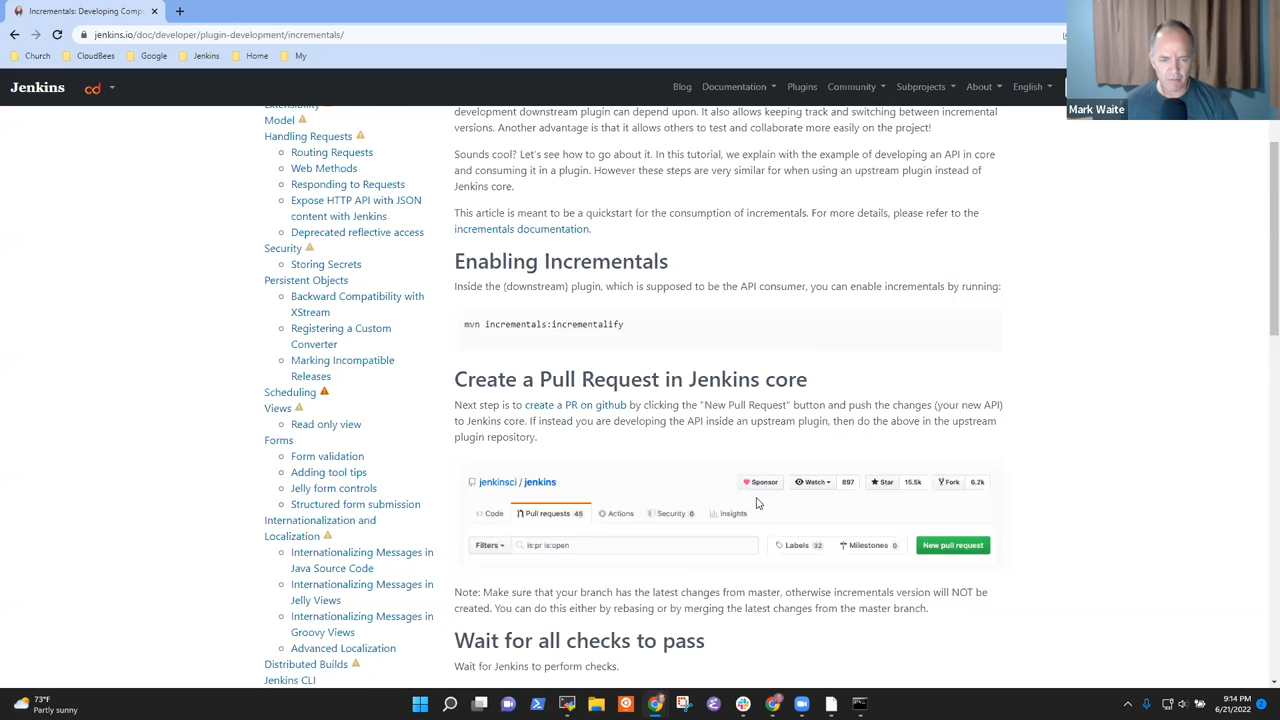 Incrementals: Developing Comp
jenkins.io/doc/developer/plugin-development/incrementals/
Church CloudBees Google Jenkins Home My
Jenkins cd Blog Documentation Plugins Community Subprojects About English
Mark Waite
Extensibility
Model
Handling Requests
Routing Requests
Web Methods
Responding to Requests
Expose HTTP API with JSON
content with Jenkins
Deprecated reflective access
Security
Storing Secrets
Persistent Objects
Backward Compatibility with
XStream
Registering a Custom
Converter
Marking Incompatible
Releases
Scheduling
Views
Read only view
Forms
Form validation
Adding tool tips
Jelly form controls
Structured form submission
Internationalization and
Localization
Internationalizing Messages in
Java Source Code
Internationalizing Messages in
Jelly Views
Internationalizing Messages in
Groovy Views
Advanced Localization
Distributed Builds
Jenkins CLI
development downstream plugin can depend upon. It also allows keeping track and switching between incremental
versions. Another advantage is that it allows others to test and collaborate more easily on the project!
Sounds cool? Let's see how to go about it. In this tutorial, we explain with the example of developing an API in core
and consuming it in a plugin. However these steps are very similar for when using an upstream plugin instead of
Jenkins core.
This article is meant to be a quickstart for the consumption of incrementals. For more details, please refer to the
incrementals documentation.
Enabling Incrementals
Inside the (downstream) plugin, which is supposed to be the API consumer, you can enable incrementals by running:
mvn incrementals:incrementalify
Create a Pull Request in Jenkins core
Next step is to create a PR on github by clicking the "New Pull Request" button and push the changes (your new API)
to Jenkins core. If instead you are developing the API inside an upstream plugin, then do the above in the upstream
plugin repository.
jenkinsci / jenkins Sponsor Watch 897 Star 15.5k Fork 6.2k
Code Pull requests 45 Actions Security 0 Insights
Filters is:pr is:open Labels 32 Milestones 0 New pull request
Note: Make sure that your branch has the latest changes from master, otherwise incrementals version will NOT be
created. You can do this either by rebasing or by merging the latest changes from the master branch.
Wait for all checks to pass
Wait for Jenkins to perform checks.
73°F
Partly sunny
9:14 PM
6/21/2022
2